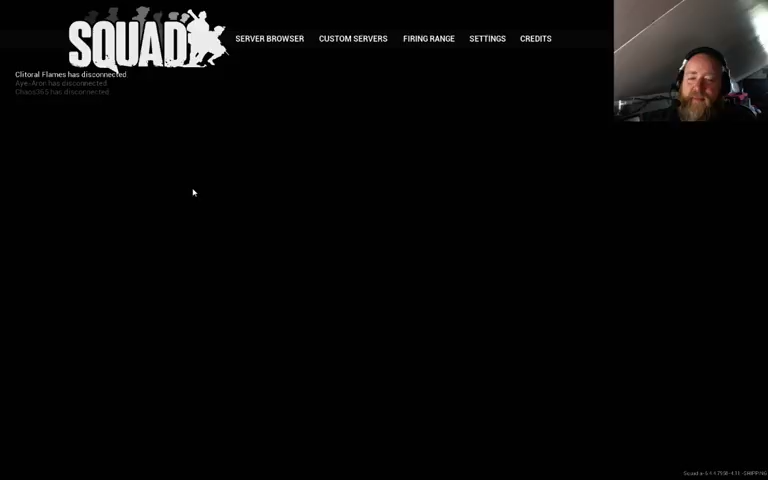 SQUAD
SERVER BROWSER
CUSTOM SERVERS
FIRING RANGE
SETTINGS
CREDITS
Clitoral Flames has disconnected
Aye-Aron has disconnected
Chaos365 has disconnected